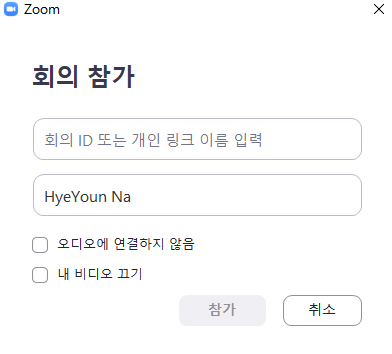 Zoom
회의 참가
회의 ID 또는 개인 링크 이름 입력
HyeYoun Na
오디오에 연결하지 않음
내 비디오 끄기
참가 취소